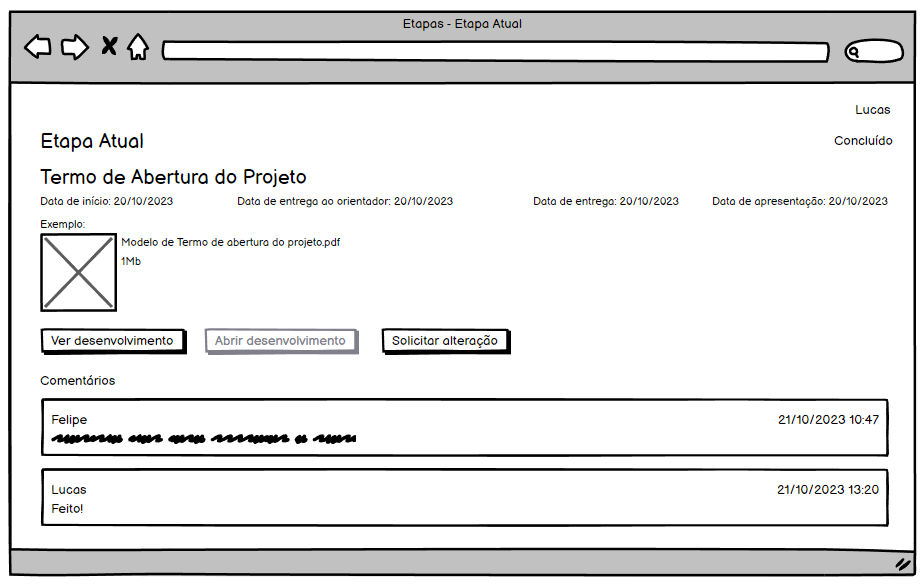 Etapas - Etapa Atual
Lucas
Etapa Atual
Concluído
Termo de Abertura do Projeto
Data de início: 20/10/2023 Data de entrega ao orientador: 20/10/2023 Data de entrega: 20/10/2023 Data de apresentação: 20/10/2023
Exemplo:
Modelo de Termo de abertura do projeto.pdf
1Mb
Ver desenvolvimento Abrir desenvolvimento Solicitar alteração
Comentários
Felipe 21/10/2023 10:47
Lucas 21/10/2023 13:20
Feito!